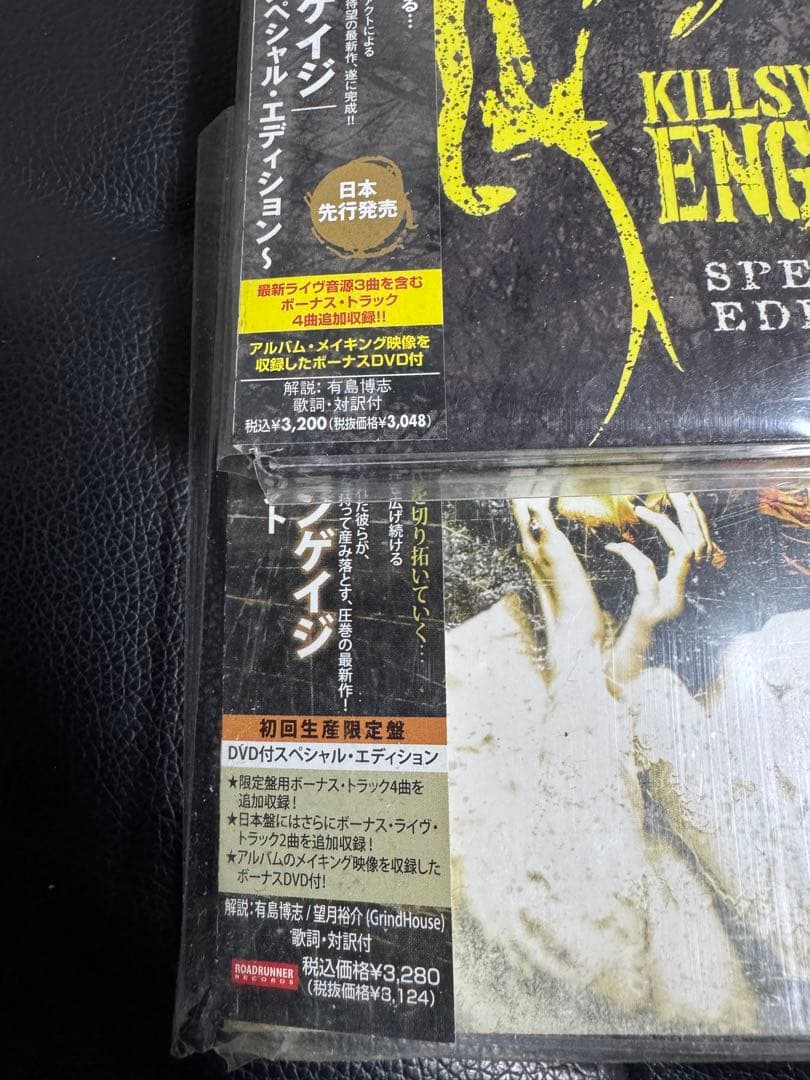 る…
アクトによる
待望の最新作、遂に完成!!
ゲイジ
ペシャル・エディション〜
日本
先行発売
最新ライヴ音源3曲を含む
ボーナス・トラック
4曲追加収録!!
アルバム・メイキング映像を
収録したボーナスDVD付
解説: 有島博志
歌詞・対訳付
税込¥3,200(税抜価格¥3,048)
KILLSW
ENG
SPE
EDI
を切り拓いていく…
広げ続ける
れた彼らが、
持って産み落とす、圧巻の最新作!
ンゲイジ
ト
初回生産限定盤
DVD付スペシャル・エディション
★限定盤用ボーナス・トラック4曲を
追加収録!
★日本盤にはさらにボーナス・ライヴ・
トラック2曲を追加収録!
★アルバムのメイキング映像を収録した
ボーナスDVD付!
解説:有島博志 / 望月裕介 (GrindHouse)
歌詞・対訳付
ROADRUNNER
RECORDS
税込価格¥3,280
(税抜価格¥3,124)